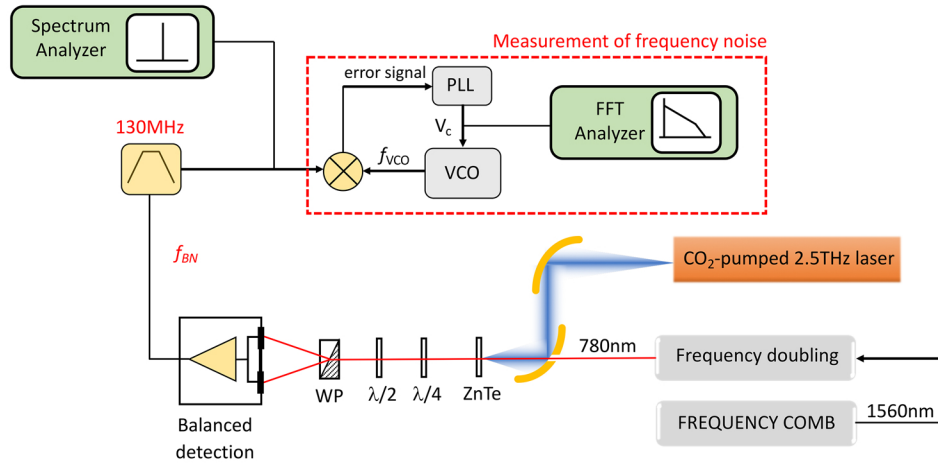 Spectrum
Analyzer
Measurement of frequency noise
error signal
PLL
FFT
Analyzer
V꜀
130MHz
fVCO
VCO
fBN
CO₂-pumped 2.5THz laser
780nm
Frequency doubling
WP
λ/2
λ/4
ZnTe
1560nm
FREQUENCY COMB
Balanced
detection